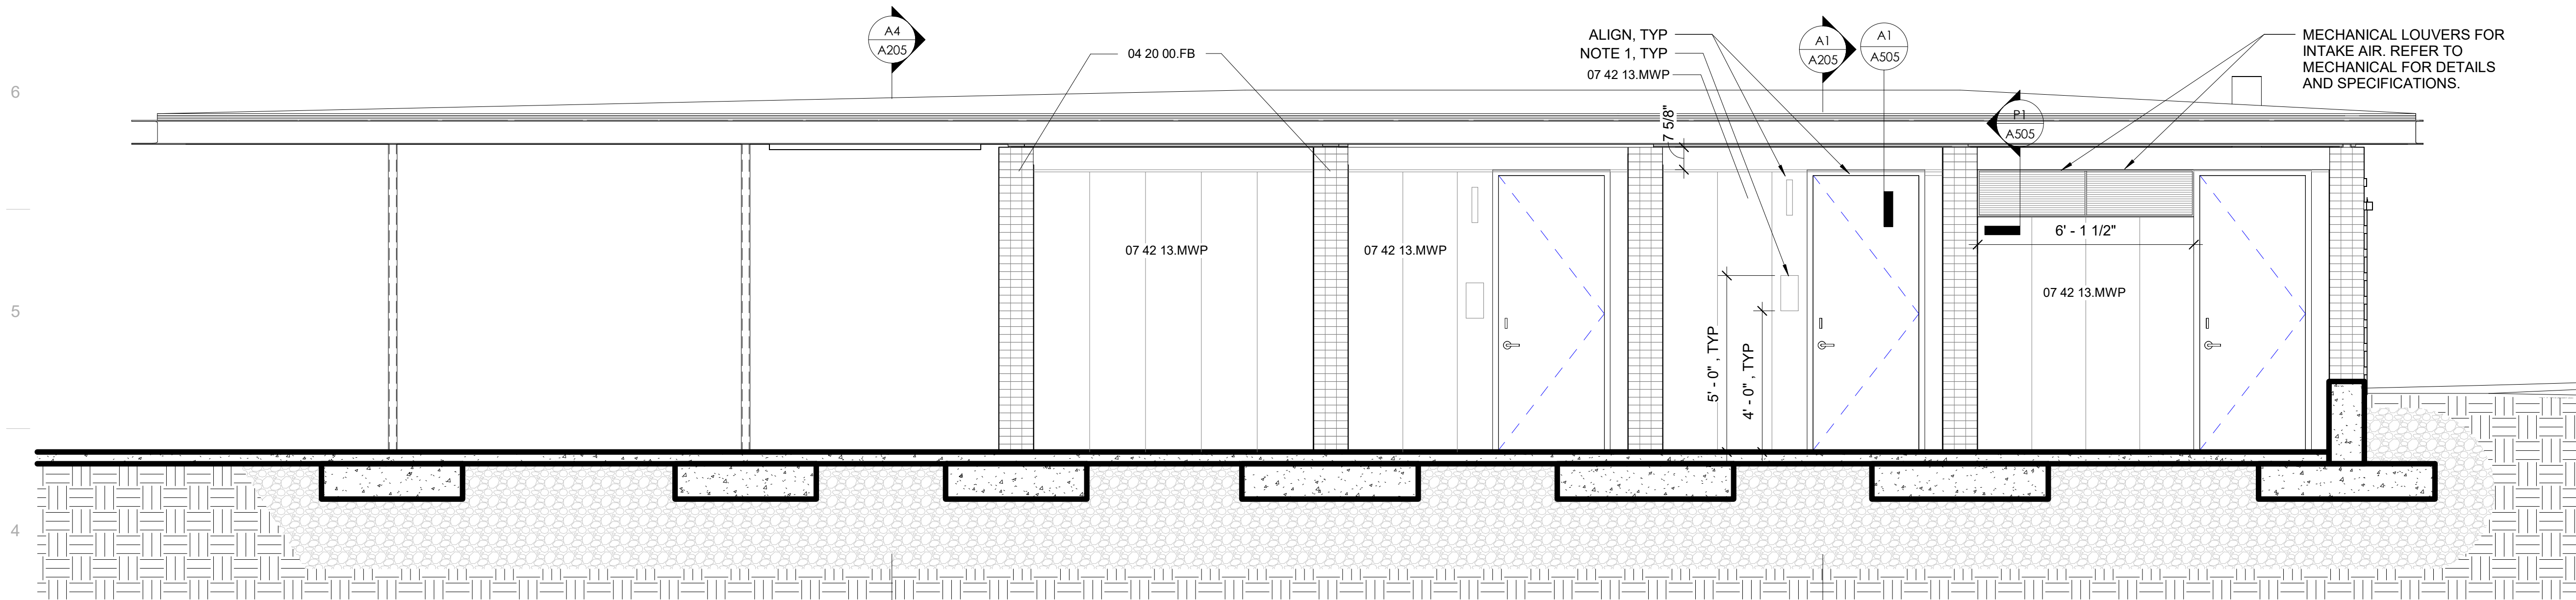 A4
A205
04 20 00.FB
ALIGN, TYP
NOTE 1, TYP
07 42 13.MWP
A1
A205
A1
A505
MECHANICAL LOUVERS FOR
INTAKE AIR. REFER TO
MECHANICAL FOR DETAILS
AND SPECIFICATIONS.
6
7 5/8"
P1
A505
07 42 13.MWP
07 42 13.MWP
6' - 1 1/2"
07 42 13.MWP
5
5' - 0" , TYP
4' - 0" , TYP
4